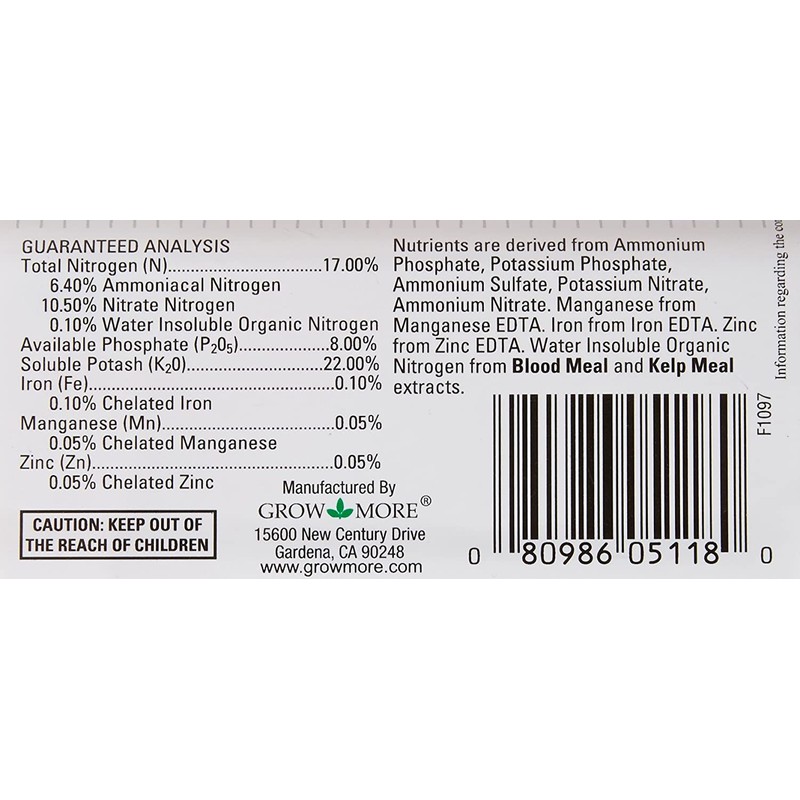 GUARANTEED ANALYSIS
Total Nitrogen (N)..............................17.00%
6.40% Ammoniacal Nitrogen
10.50% Nitrate Nitrogen
0.10% Water Insoluble Organic Nitrogen
Available Phosphate (P₂O₅)..................8.00%
Soluble Potash (K₂0)...........................22.00%
Iron (Fe)................................................0.10%
0.10% Chelated Iron
Manganese (Mn)..................................0.05%
0.05% Chelated Manganese
Zinc (Zn)................................................0.05%
0.05% Chelated Zinc
CAUTION: KEEP OUT OF
THE REACH OF CHILDREN
Manufactured By
GROW MORE®
15600 New Century Drive
Gardena, CA 90248
www.growmore.com
Nutrients are derived from Ammonium
Phosphate, Potassium Phosphate,
Ammonium Sulfate, Potassium Nitrate,
Ammonium Nitrate. Manganese from
Manganese EDTA. Iron from Iron EDTA. Zinc
from Zinc EDTA. Water Insoluble Organic
Nitrogen from Blood Meal and Kelp Meal
extracts.
0 80986 05118 0
F1097
Information regarding the